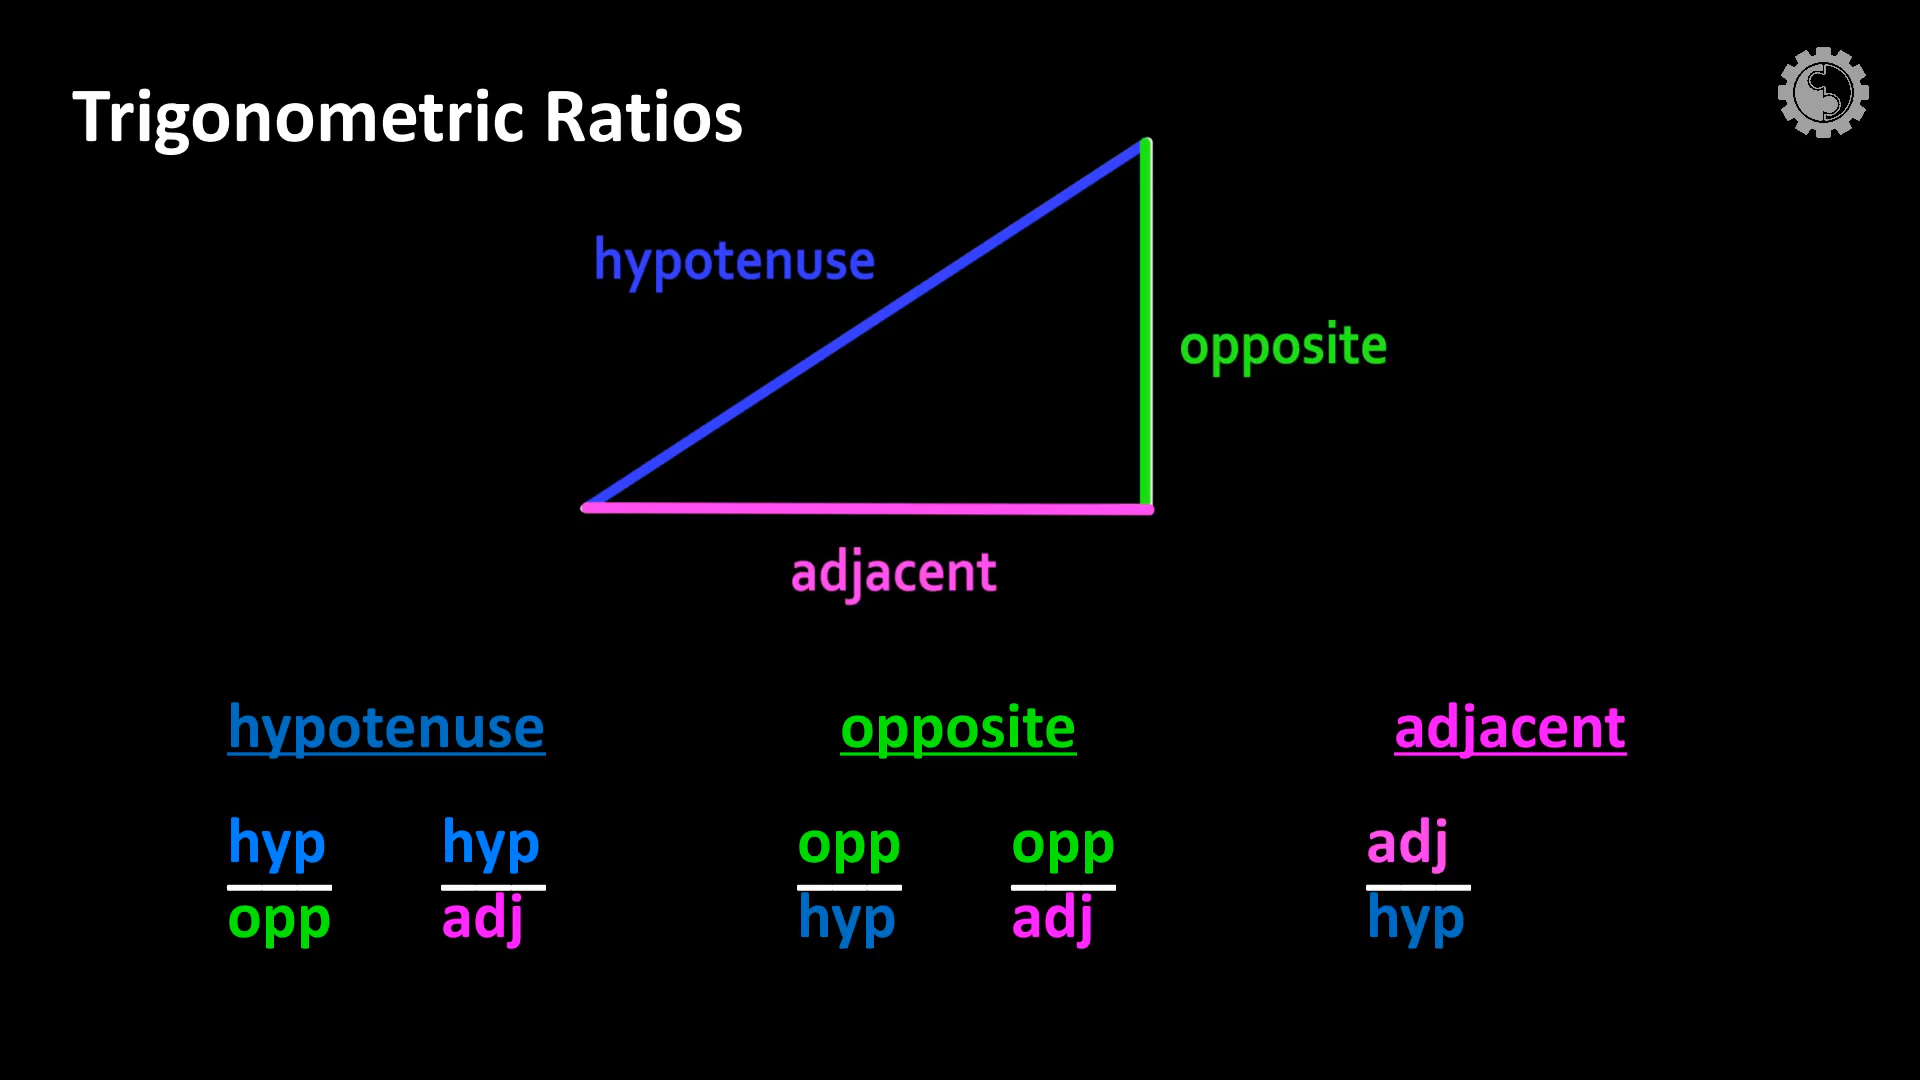 Trigonometric Ratios
hypotenuse
opposite
adjacent
hypotenuse opposite adjacent
hyp hyp opp opp adj
opp adj hyp adj hyp